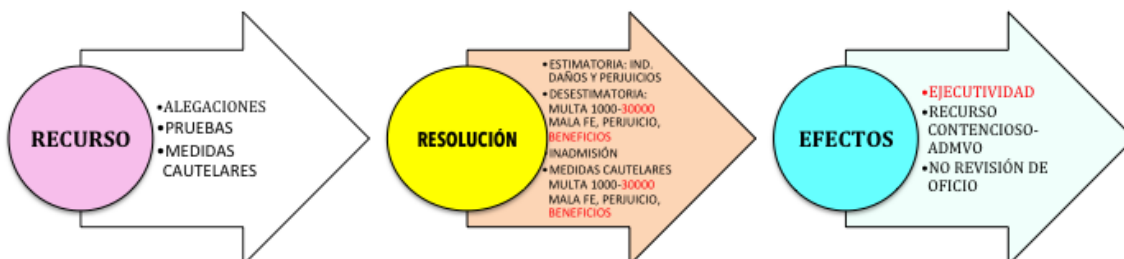 RECURSO
•ALEGACIONES
•PRUEBAS
•MEDIDAS
CAUTELARES
RESOLUCIÓN
•ESTIMATORIA: IND.
DAÑOS Y PERJUICIOS
•DESESTIMATORIA:
MULTA 1000-30000
MALA FE, PERJUICIO,
BENEFICIOS
INADMISIÓN
•MEDIDAS CAUTELARES
MULTA 1000-30000
MALA FE, PERJUICIO,
BENEFICIOS
EFECTOS
•EJECUTIVIDAD
•RECURSO
CONTENCIOSO-
ADMVO
•NO REVISIÓN DE
OFICIO